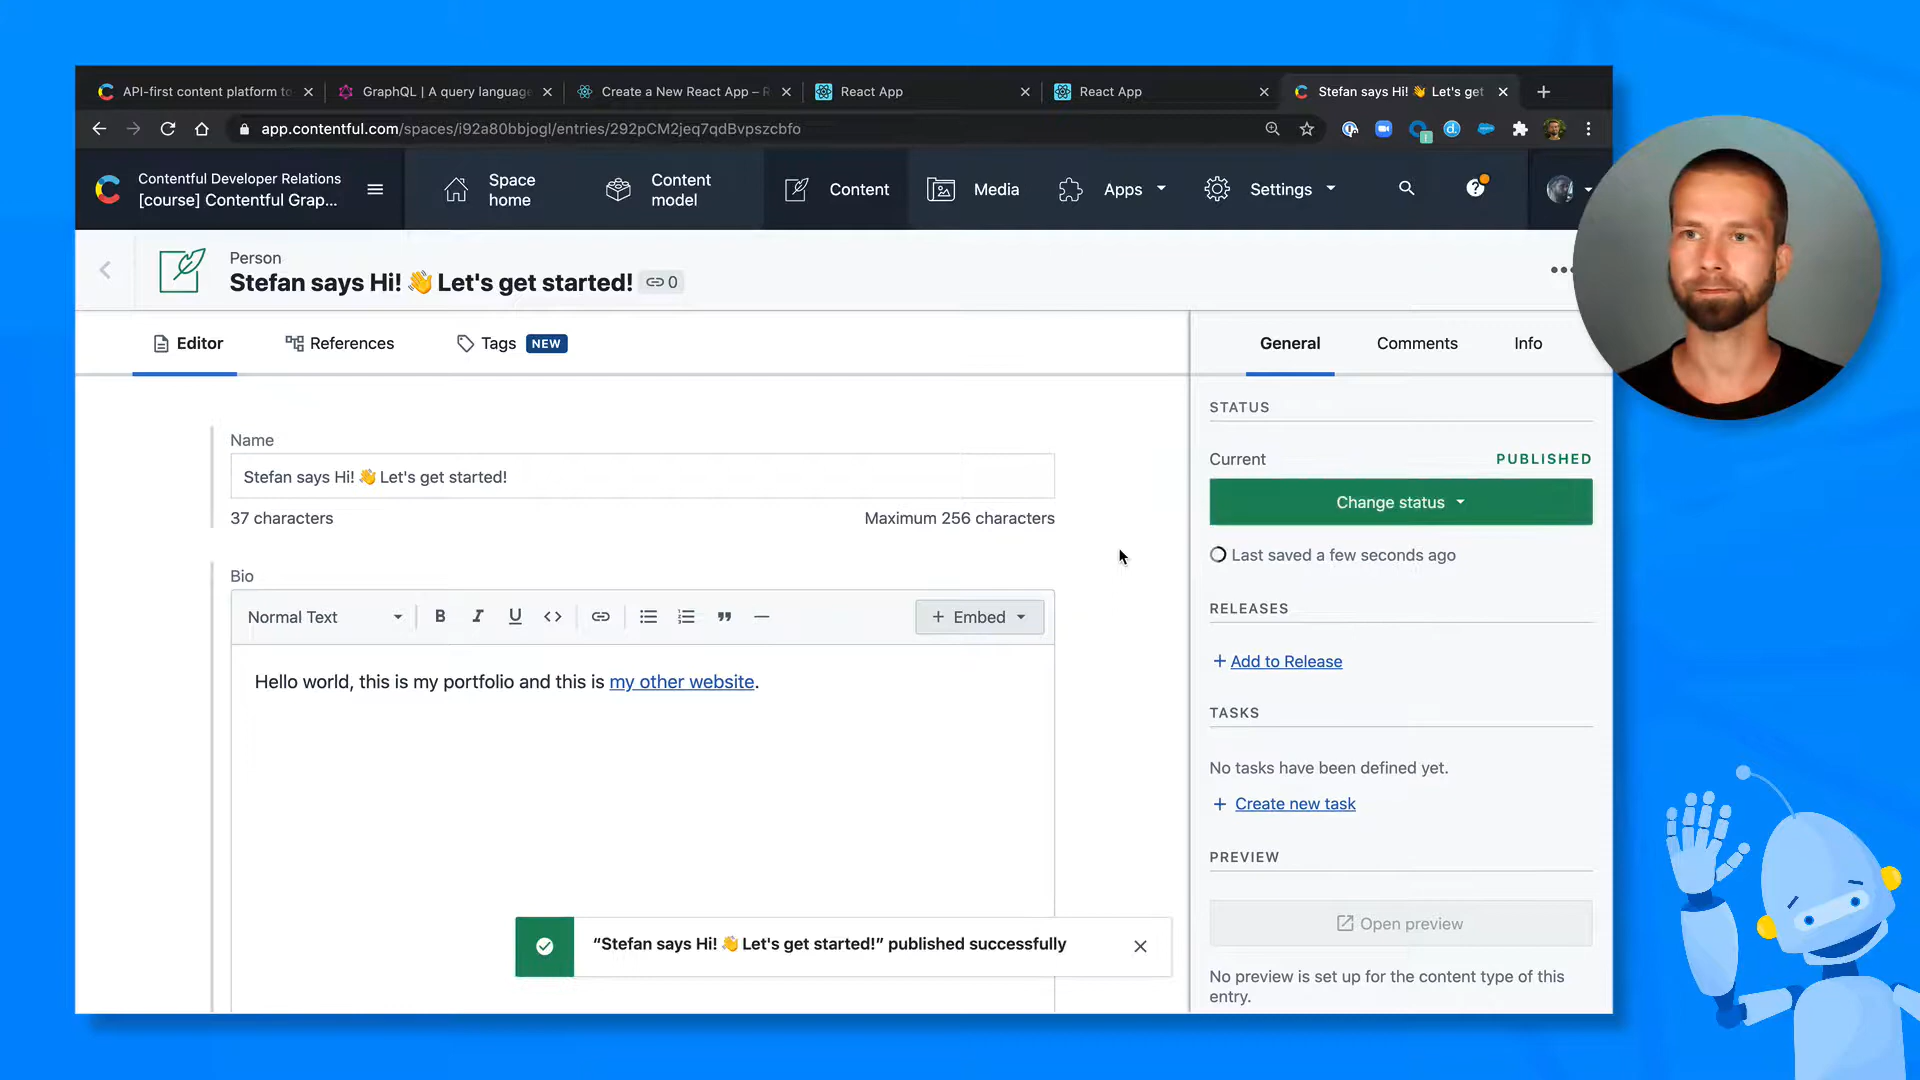 API-first content platform to
GraphQL | A query language
Create a New React App – R
React App
React App
Stefan says Hi! 👋 Let's get
app.contentful.com/spaces/i92a80bbjogl/entries/292pCM2jeq7qdBvpszcbfo
Contentful Developer Relations
[course] Contentful Grap...
Space home
Content model
Content
Media
Apps
Settings
Person
Stefan says Hi! 👋 Let's get started!
0
Editor
References
Tags NEW
General
Comments
Info
Name
Stefan says Hi! 👋 Let's get started!
37 characters
Maximum 256 characters
Bio
Normal Text
Embed
Hello world, this is my portfolio and this is my other website.
STATUS
Current
PUBLISHED
Change status
Last saved a few seconds ago
RELEASES
+ Add to Release
TASKS
No tasks have been defined yet.
+ Create new task
PREVIEW
Open preview
No preview is set up for the content type of this
entry.
“Stefan says Hi! 👋 Let's get started!” published successfully